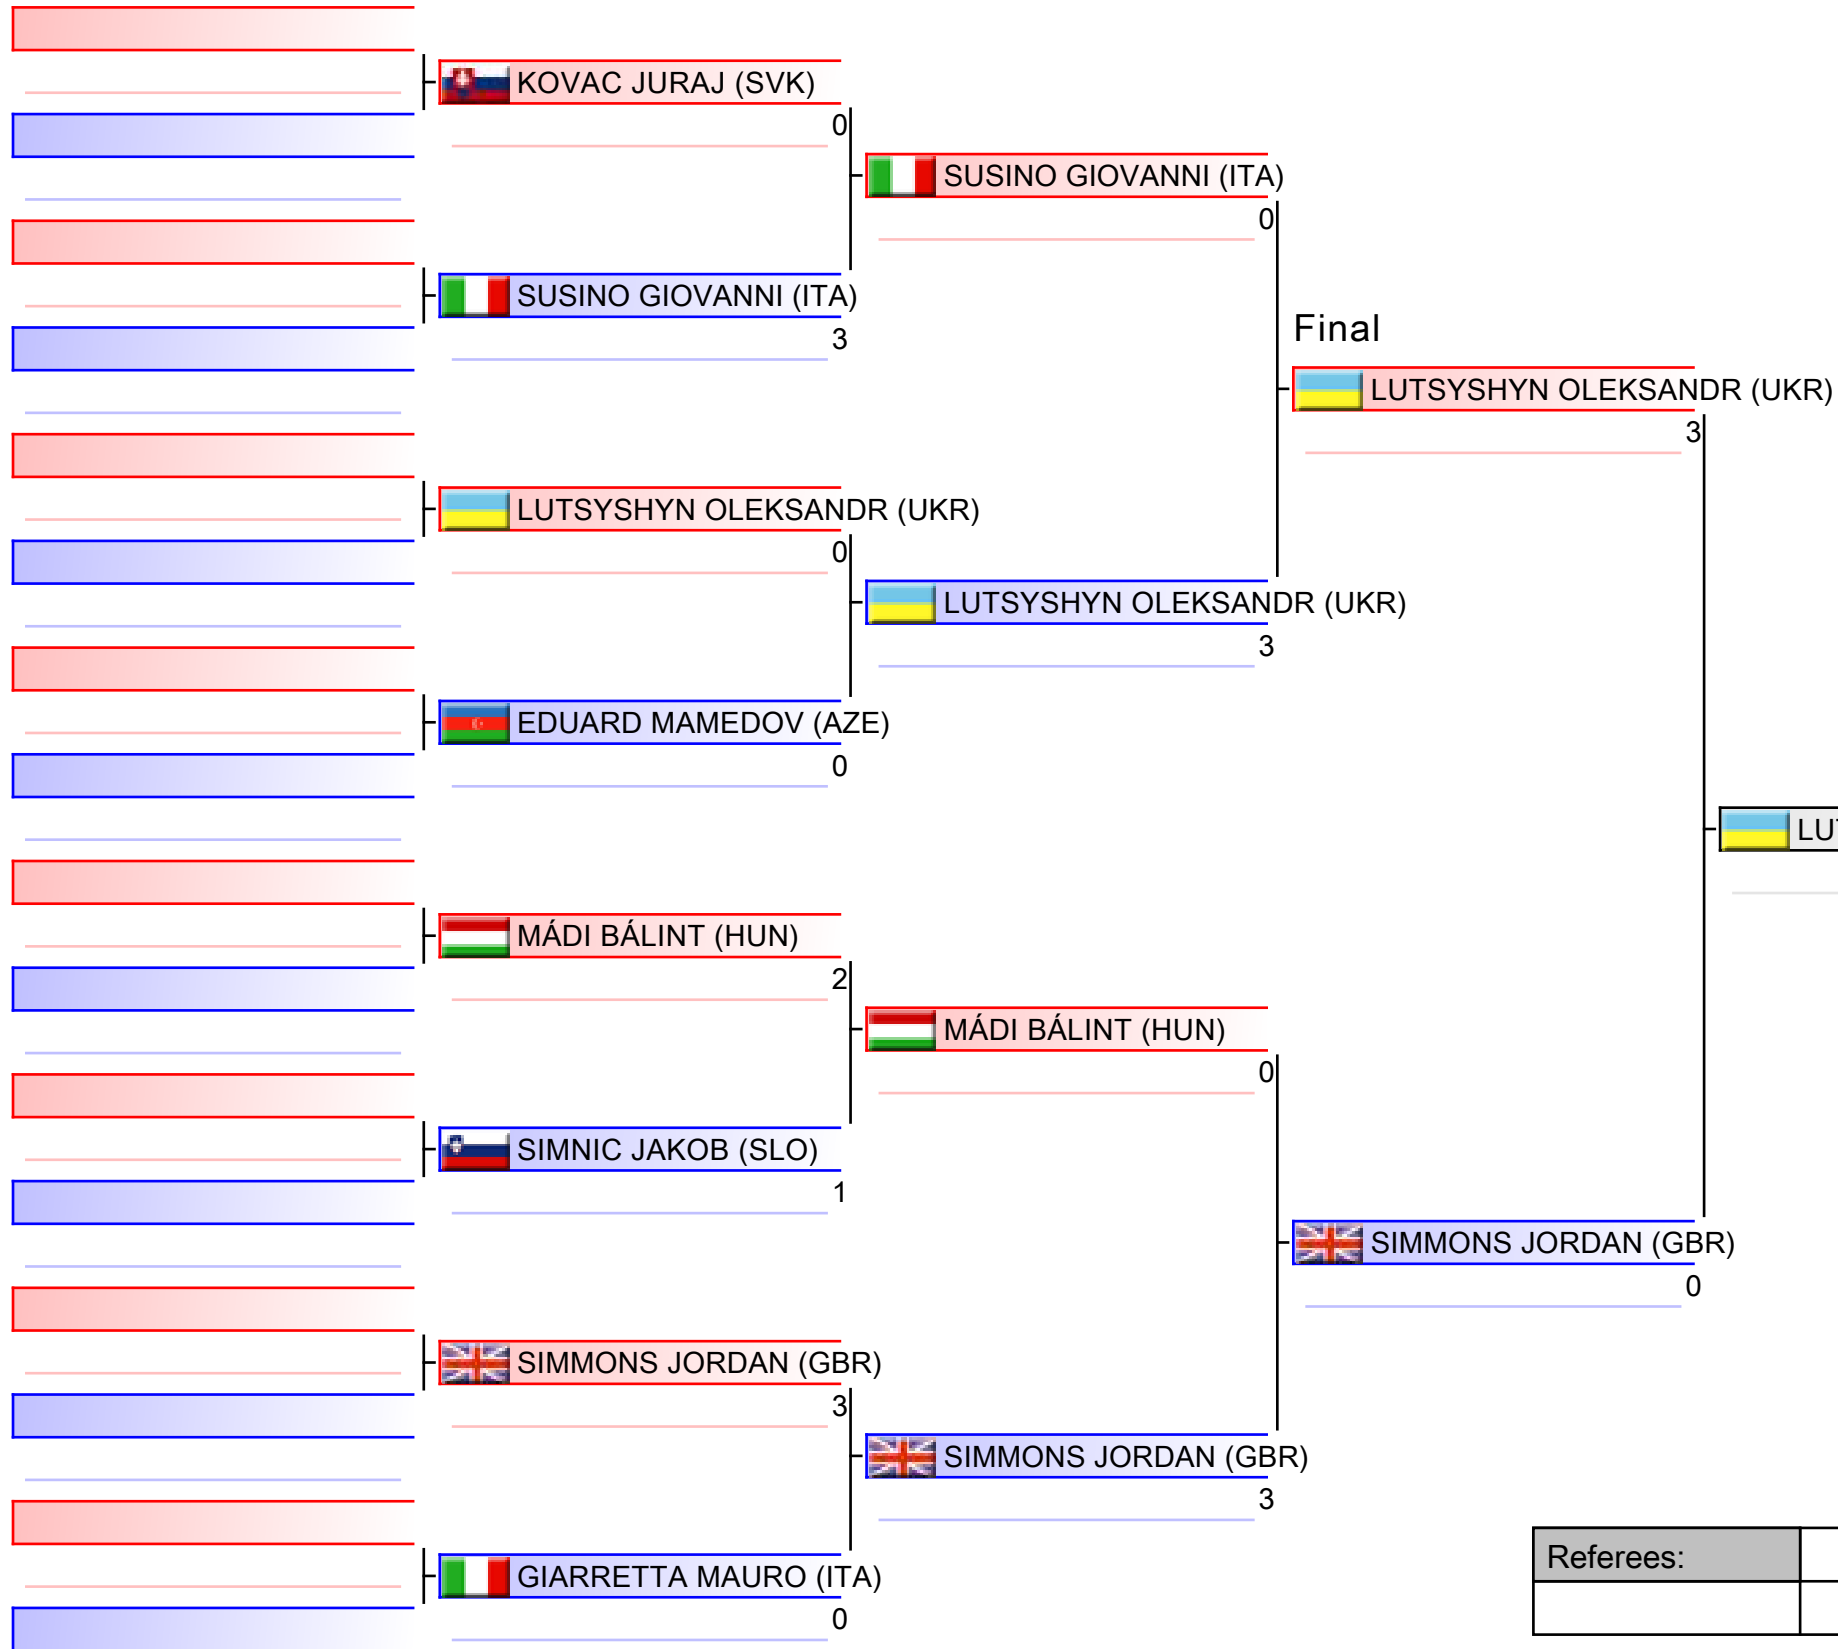 KOVAC JURAJ (SVK)
0
SUSINO GIOVANNI (ITA)
0
SUSINO GIOVANNI (ITA)
3
Final
LUTSYSHYN OLEKSANDR (UKR)
3
LUTSYSHYN OLEKSANDR (UKR)
0
LUTSYSHYN OLEKSANDR (UKR)
3
EDUARD MAMEDOV (AZE)
0
LUT
MÁDI BÁLINT (HUN)
2
MÁDI BÁLINT (HUN)
0
SIMNIC JAKOB (SLO)
1
SIMMONS JORDAN (GBR)
0
SIMMONS JORDAN (GBR)
3
SIMMONS JORDAN (GBR)
3
Referees:
GIARRETTA MAURO (ITA)
0